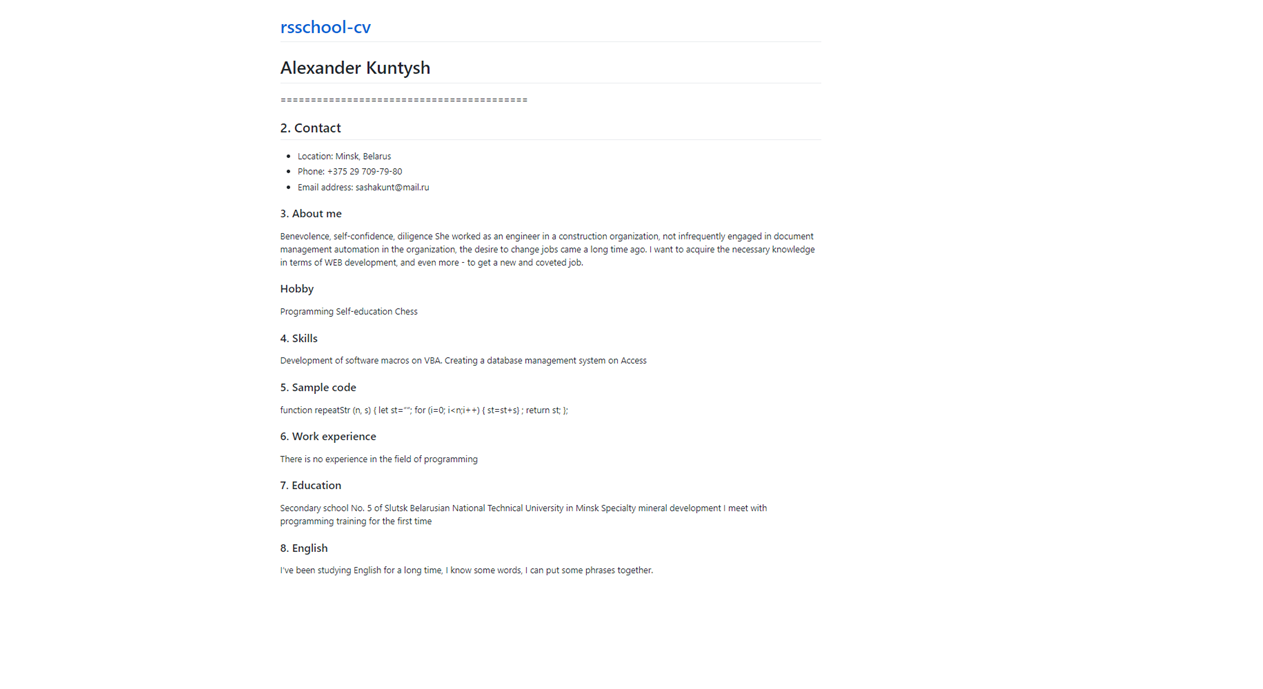 rsschool-cv
Alexander Kuntysh
=========================================
2. Contact
• Location: Minsk, Belarus
• Phone: +375 29 709-79-80
• Email address: sashakunt@mail.ru
3. About me
Benevolence, self-confidence, diligence She worked as an engineer in a construction organization, not infrequently engaged in document
management automation in the organization, the desire to change jobs came a long time ago. I want to acquire the necessary knowledge
in terms of WEB development, and even more - to get a new and coveted job.
Hobby
Programming Self-education Chess
4. Skills
Development of software macros on VBA. Creating a database management system on Access
5. Sample code
function repeatStr (n, s) { let st=""; for (i=0; i<n;i++) { st=st+s} ; return st; };
6. Work experience
There is no experience in the field of programming
7. Education
Secondary school No. 5 of Slutsk Belarusian National Technical University in Minsk Specialty mineral development I meet with
programming training for the first time
8. English
I've been studying English for a long time, I know some words, I can put some phrases together.